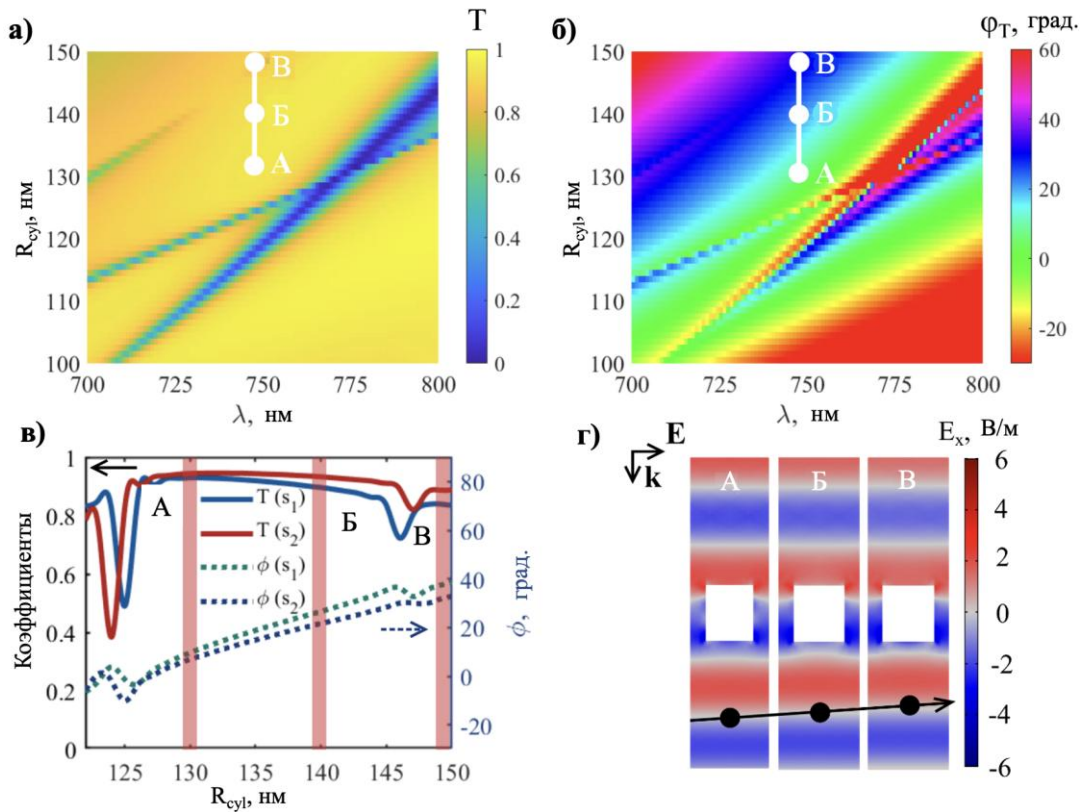 а)
T
150
140
130
120
110
100
R_cyl, нм
В
Б
А
1
0.8
0.6
0.4
0.2
0
700
725
750
775
800
λ, нм
б)
φ_T, град.
150
140
130
120
110
100
R_cyl, нм
В
Б
А
60
40
20
0
-20
700
725
750
775
800
λ, нм
в)
1
0.8
0.6
0.4
0.2
0
Коэффициенты
А
Б
В
T (s₁)
T (s₂)
ϕ (s₁)
ϕ (s₂)
80
60
40
20
0
-20
ϕ, град.
125
130
135
140
145
150
R_cyl, нм
г)
E
k
E_x, В/м
А
Б
В
6
4
2
0
-2
-4
-6